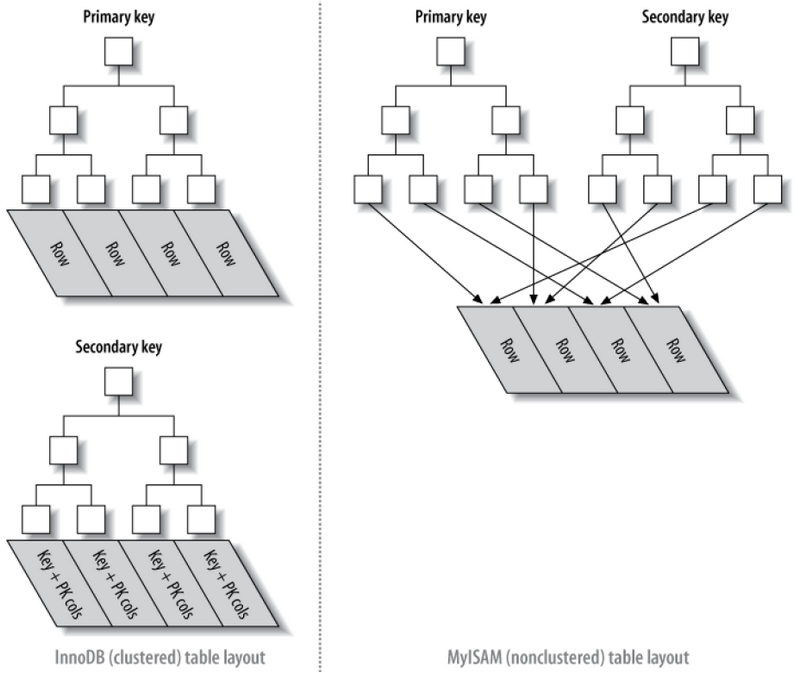 Primary key
Row
Row
Row
Row
Secondary key
Key + PK cols
Key + PK cols
Key + PK cols
Key + PK cols
InnoDB (clustered) table layout
Primary key
Secondary key
Row
Row
Row
Row
MyISAM (nonclustered) table layout